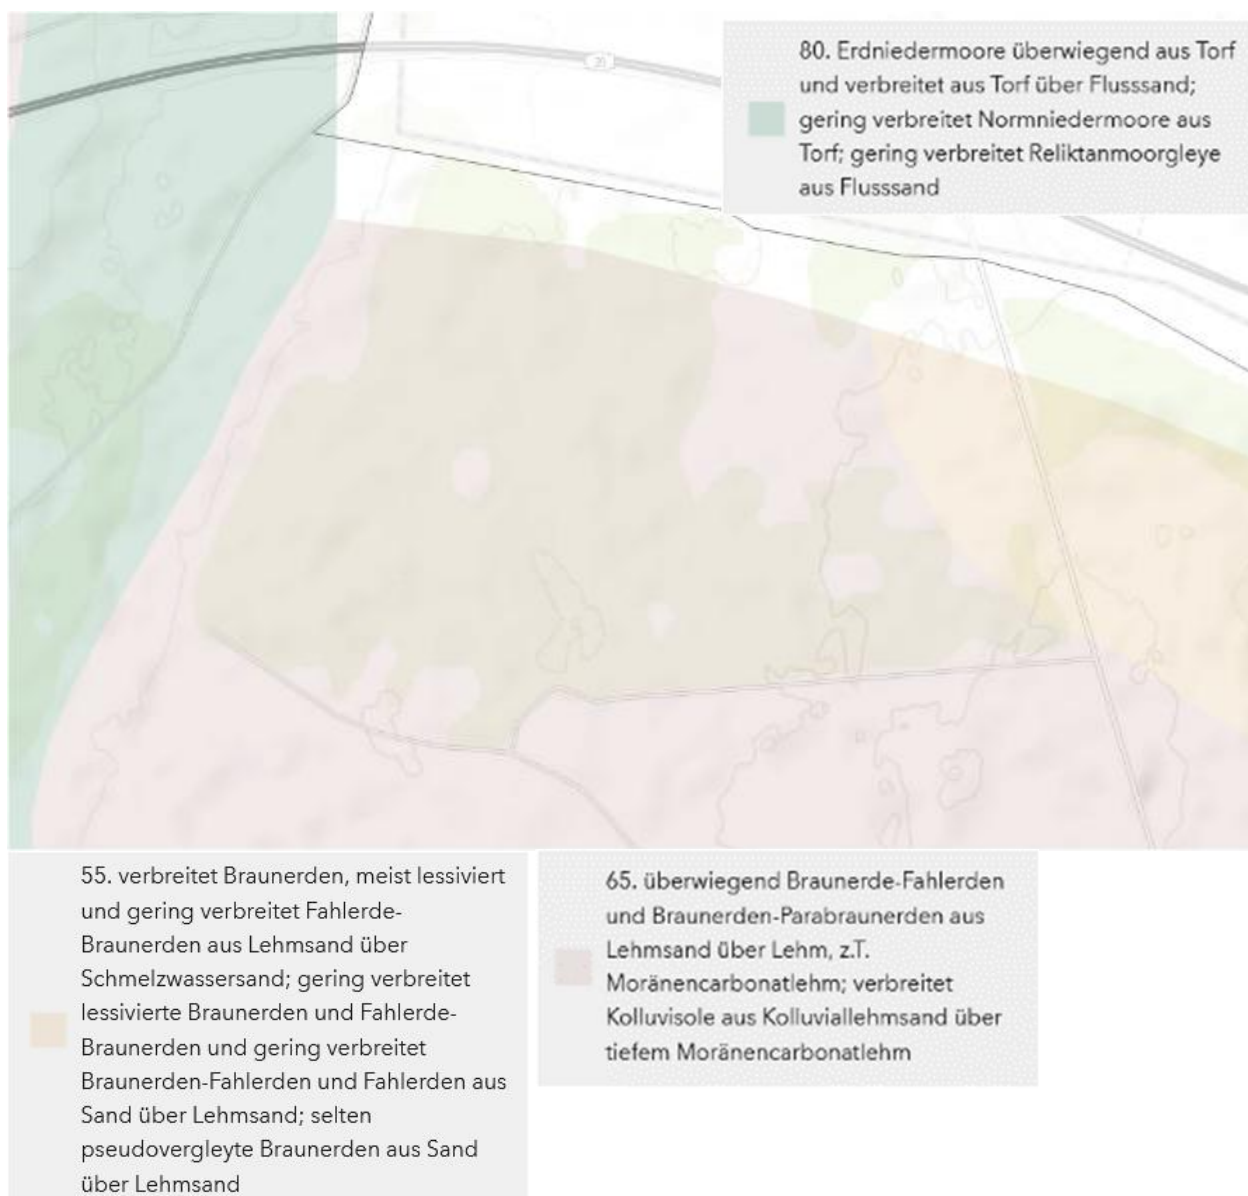 80. Erdniedermoore überwiegend aus Torf
und verbreitet aus Torf über Flusssand;
gering verbreitet Normniedermoore aus
Torf; gering verbreitet Reliktanmoorgleye
aus Flusssand
55. verbreitet Braunerden, meist lessiviert
und gering verbreitet Fahlerde-
Braunerden aus Lehmsand über
Schmelzwassersand; gering verbreitet
lessivierte Braunerden und Fahlerde-
Braunerden und gering verbreitet
Braunerden-Fahlerden und Fahlerden aus
Sand über Lehmsand; selten
pseudovergleyte Braunerden aus Sand
über Lehmsand
65. überwiegend Braunerde-Fahlerden
und Braunerden-Parabraunerden aus
Lehmsand über Lehm, z.T.
Moränencarbonatlehm; verbreitet
Kolluvisole aus Kolluviallehmsand über
tiefem Moränencarbonatlehm